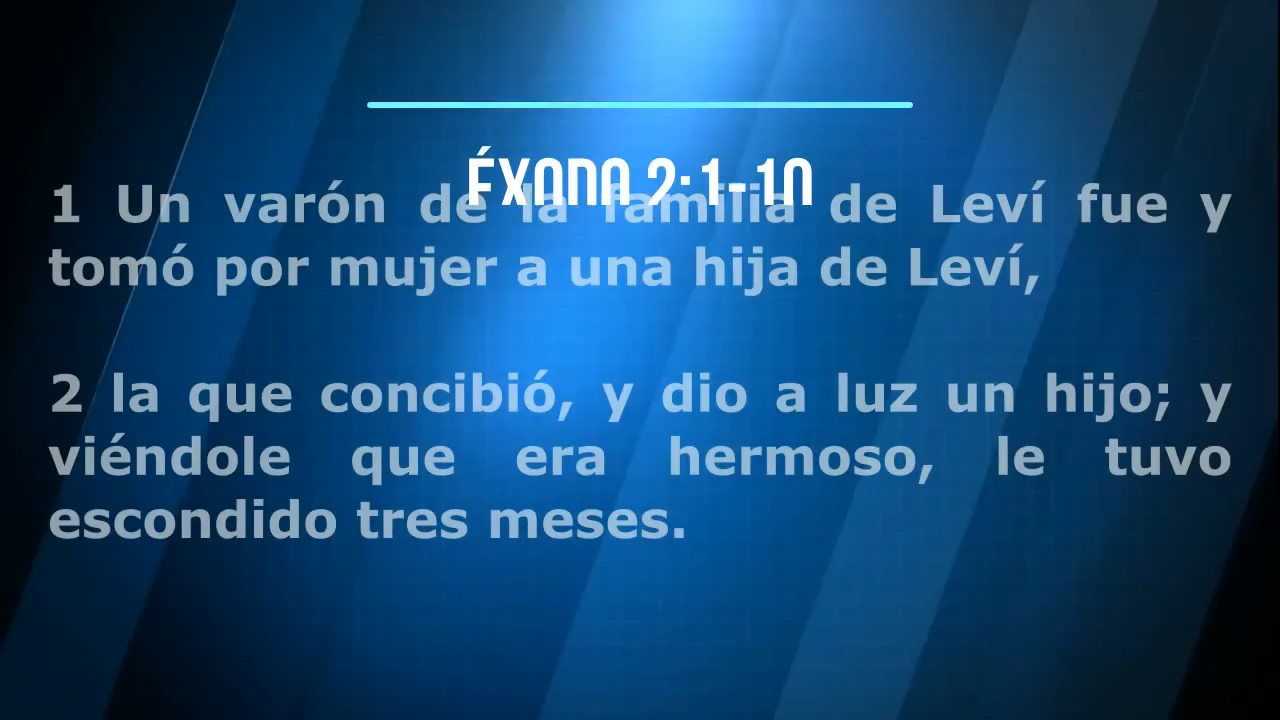 ÉXODO 2:1-10
1 Un varón de la familia de Leví fue y
tomó por mujer a una hija de Leví,
2 la que concibió, y dio a luz un hijo; y
viéndole que era hermoso, le tuvo
escondido tres meses.